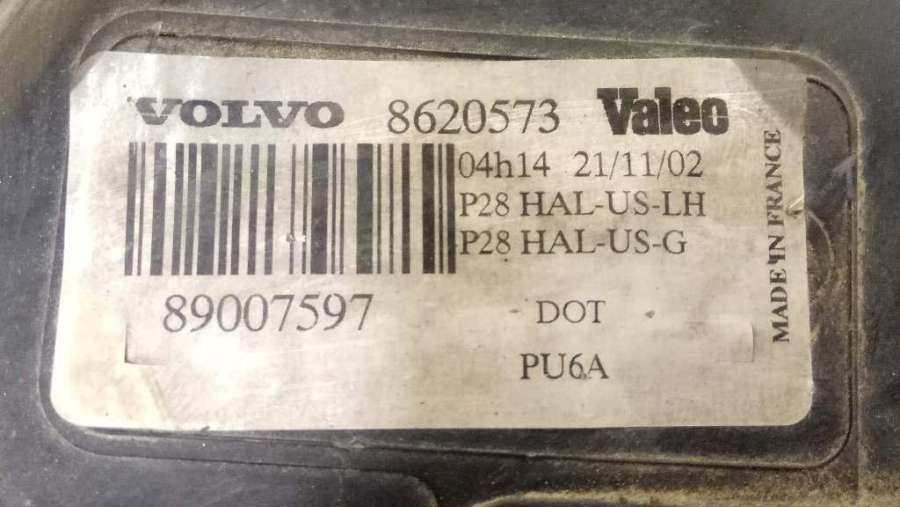 VOLVO 8620573 Valeo
04h14 21/11/02
P28 HAL-US-LH
P28 HAL-US-G
89007597
DOT
PU6A
MADE IN FRANCE